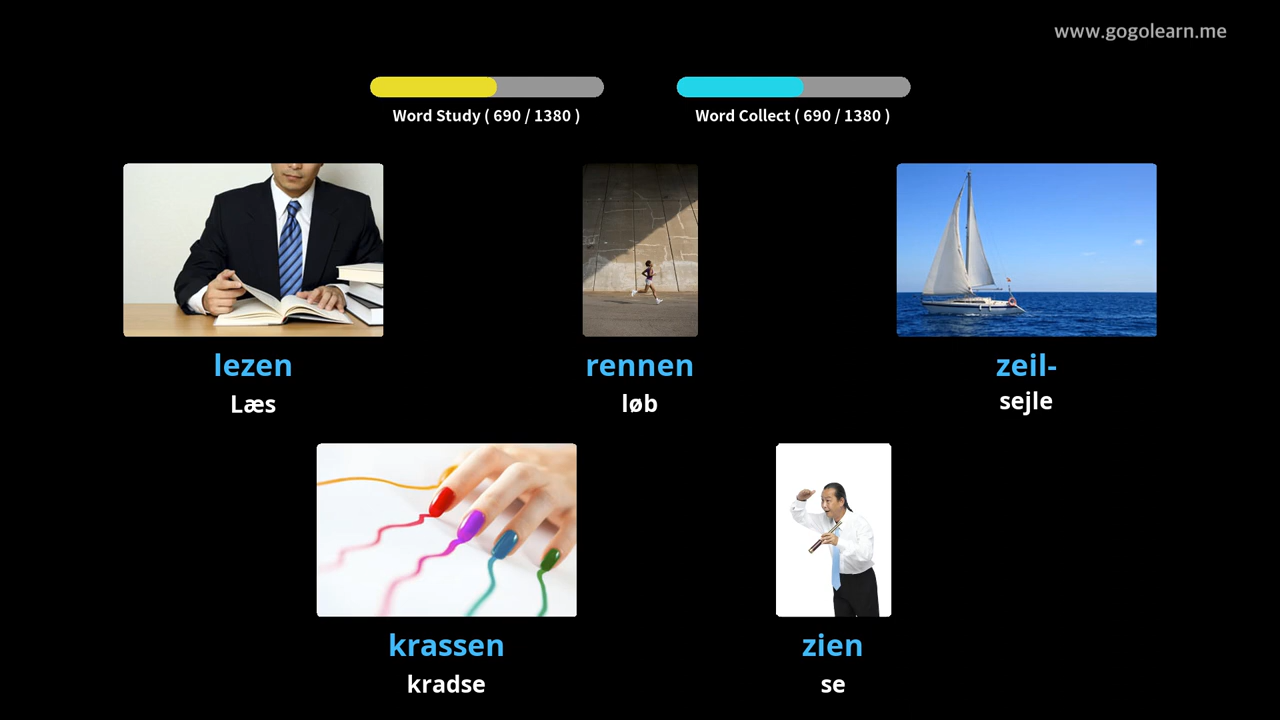 www.gogolearn.me
Word Study ( 690 / 1380 )
Word Collect ( 690 / 1380 )
lezen
Læs
rennen
løb
zeil-
sejle
krassen
kradse
zien
se